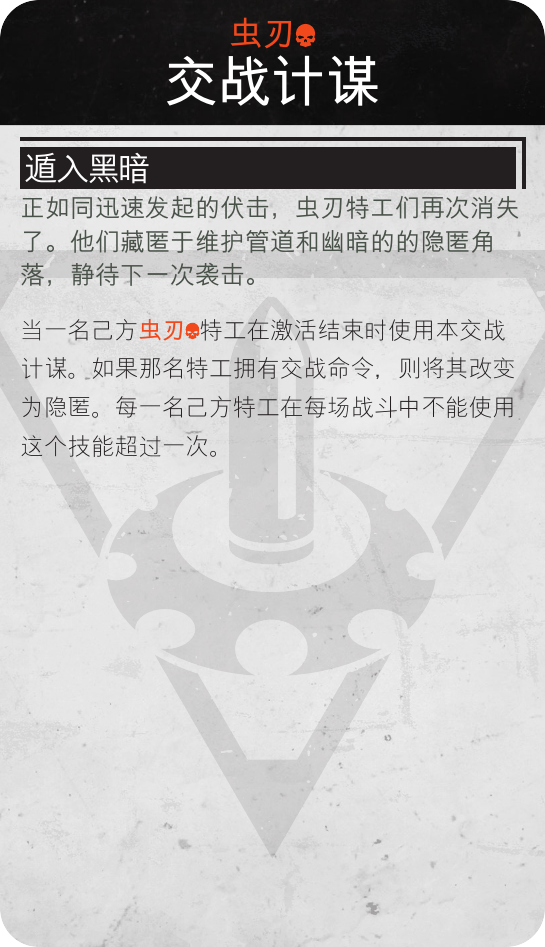 虫刃
交战计谋
遁入黑暗
正如同迅速发起的伏击，虫刃特工们再次消失
了。他们藏匿于维护管道和幽暗的的隐匿角
落，静待下一次袭击。
当一名己方虫刃特工在激活结束时使用本交战
计谋。如果那名特工拥有交战命令，则将其改变
为隐匿。每一名己方特工在每场战斗中不能使用
这个技能超过一次。